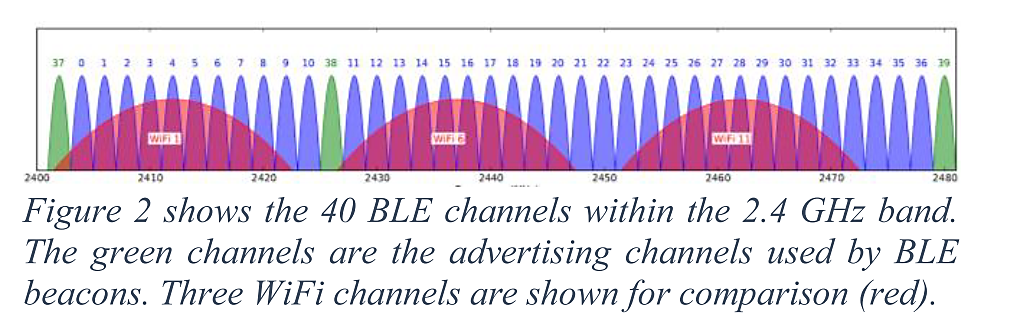 37 0 1 2 3 4 5 6 7 8 9 10 38 11 12 13 14 15 16 17 18 19 20 21 22 23 24 25 26 27 28 29 30 31 32 33 34 35 36 39
WiFi 1 WiFi 6 WiFi 11
2400 2410 2420 2430 2440 2450 2460 2470 2480
Figure 2 shows the 40 BLE channels within the 2.4 GHz band.
The green channels are the advertising channels used by BLE
beacons. Three WiFi channels are shown for comparison (red).